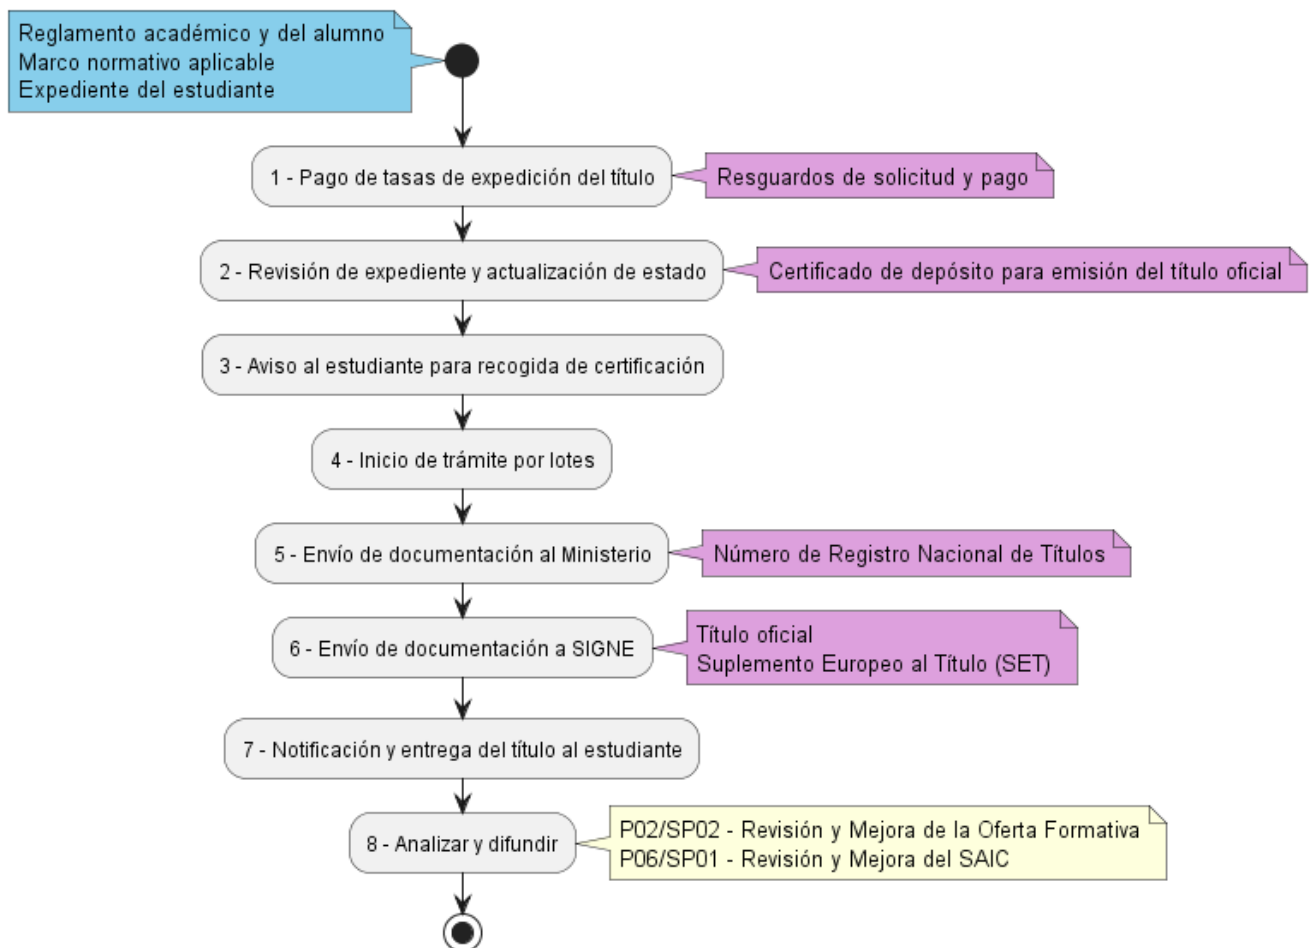 Reglamento académico y del alumno
Marco normativo aplicable
Expediente del estudiante
1 - Pago de tasas de expedición del título
Resguardos de solicitud y pago
2 - Revisión de expediente y actualización de estado
Certificado de depósito para emisión del título oficial
3 - Aviso al estudiante para recogida de certificación
4 - Inicio de trámite por lotes
5 - Envío de documentación al Ministerio
Número de Registro Nacional de Títulos
6 - Envío de documentación a SIGNE
Título oficial
Suplemento Europeo al Título (SET)
7 - Notificación y entrega del título al estudiante
8 - Analizar y difundir
P02/SP02 - Revisión y Mejora de la Oferta Formativa
P06/SP01 - Revisión y Mejora del SAIC